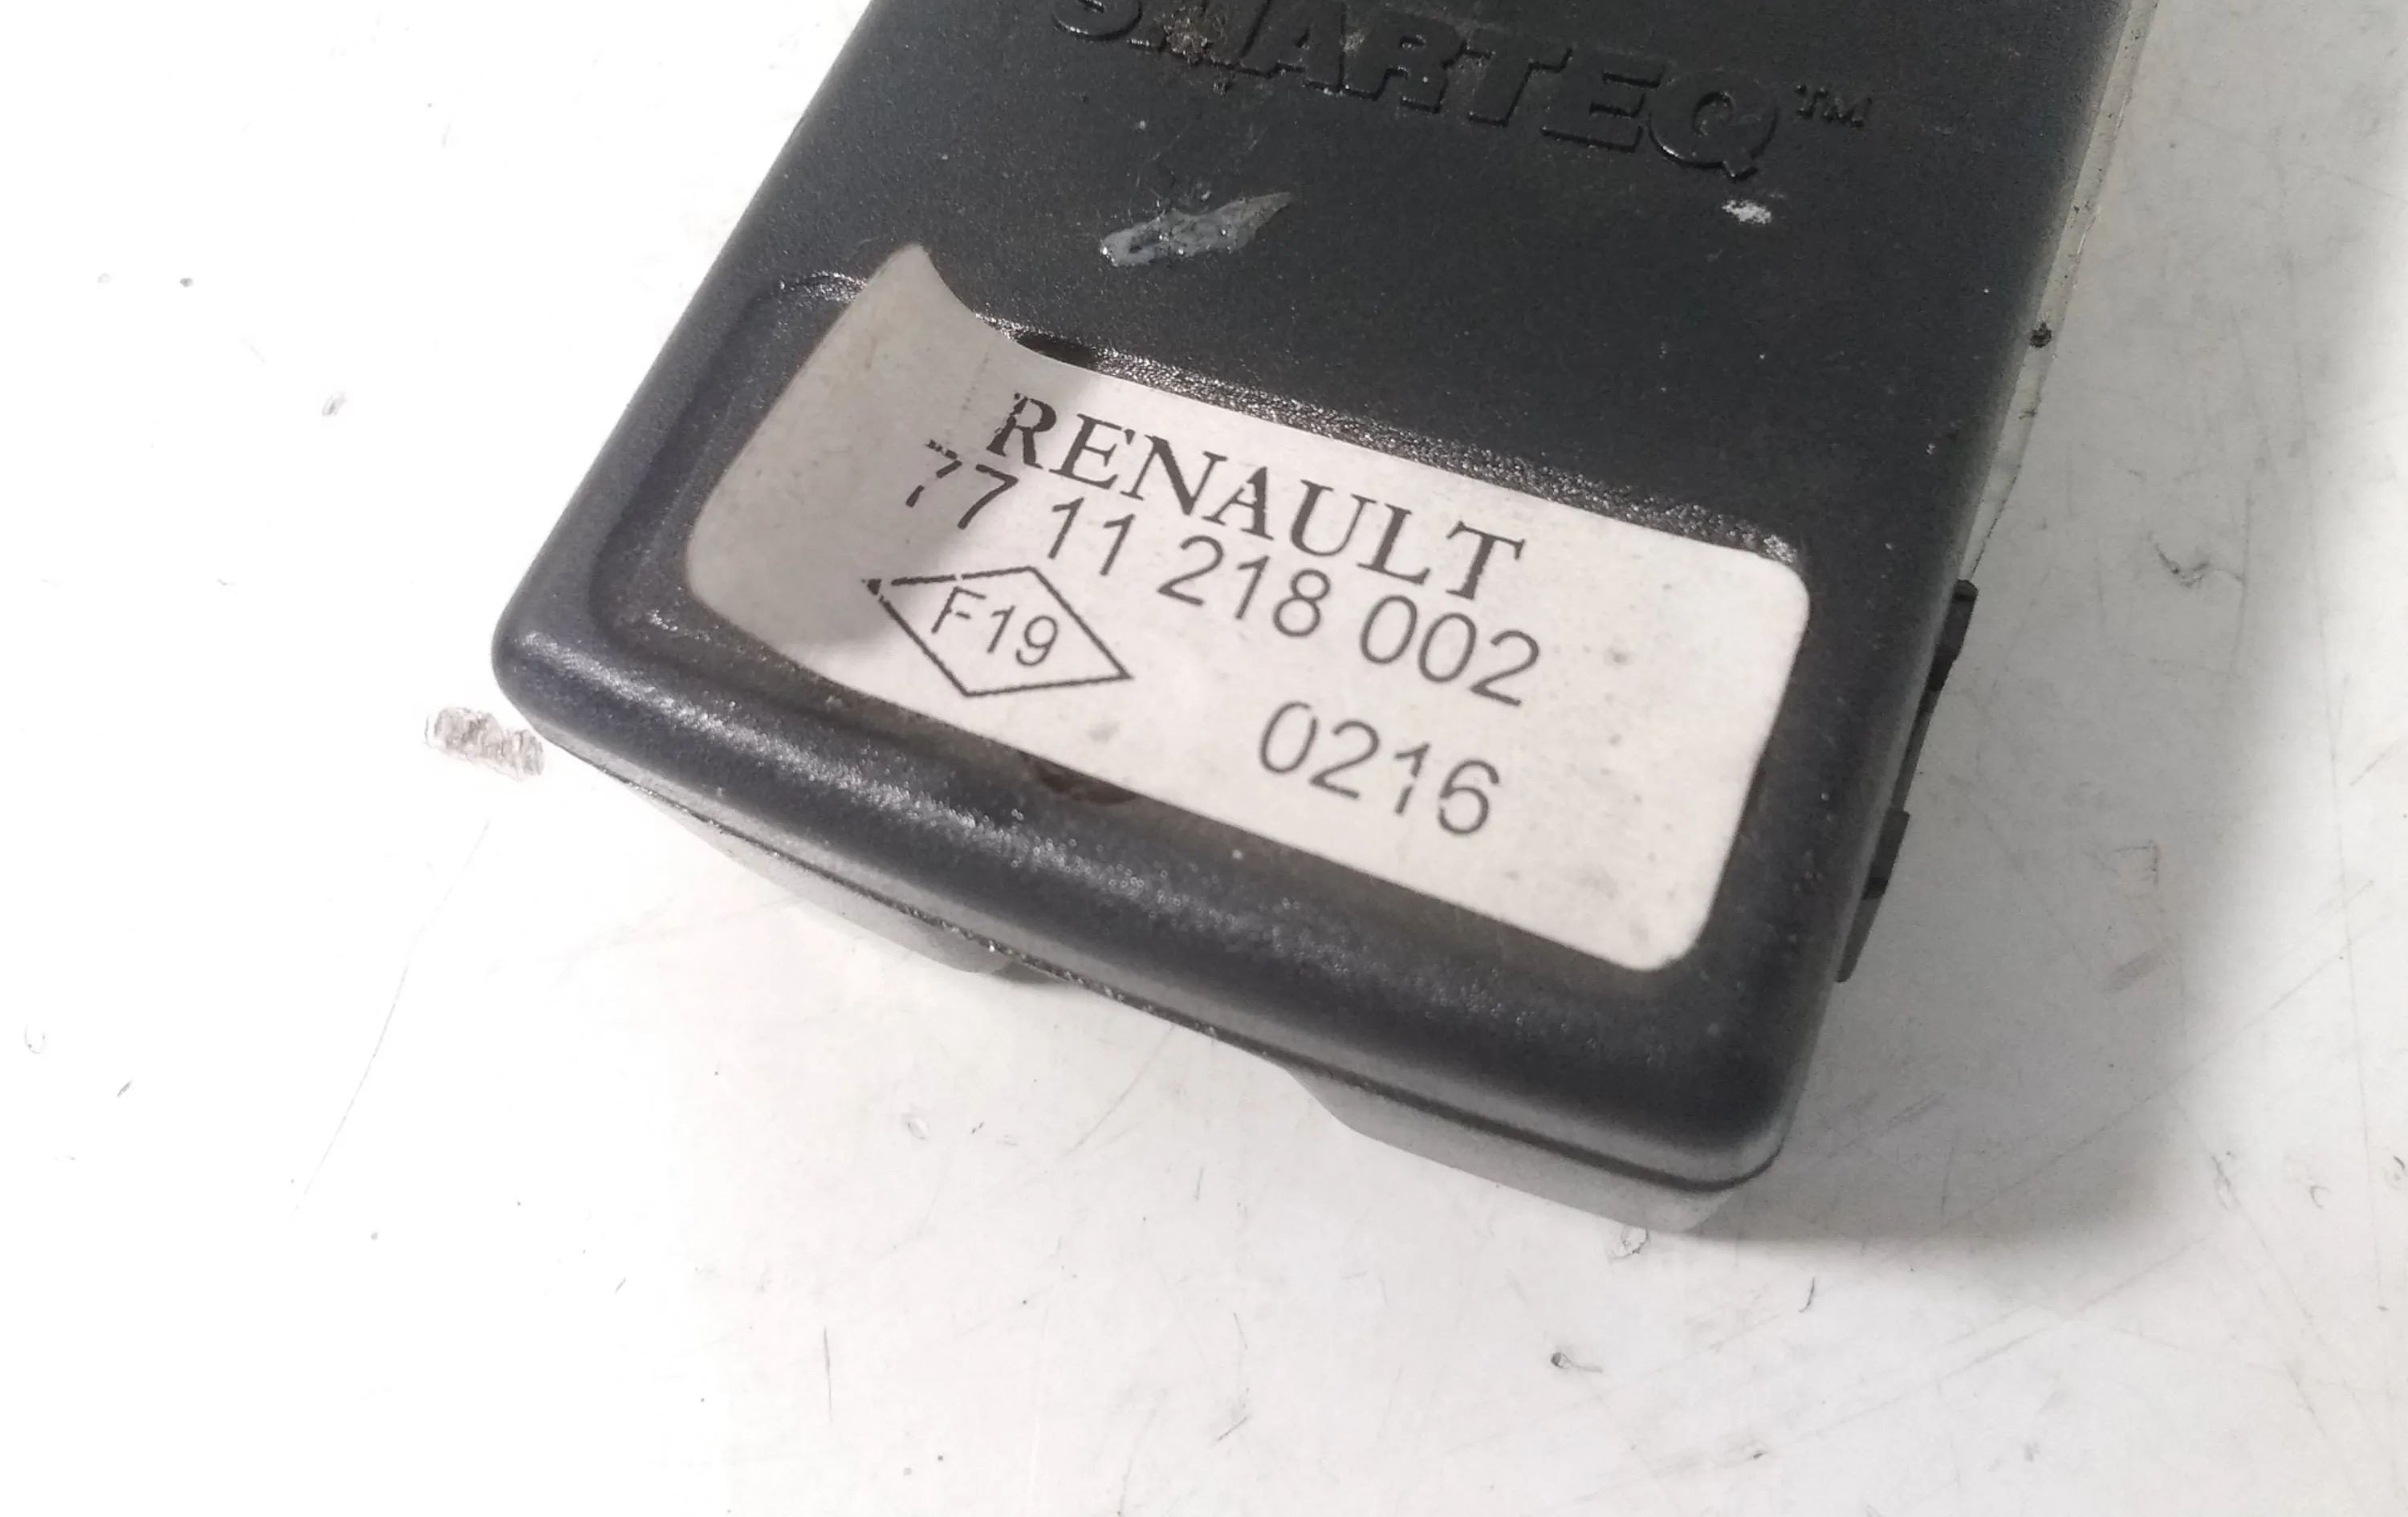 SMARTEQ™
RENAULT
77 11 218 002
F19
0216